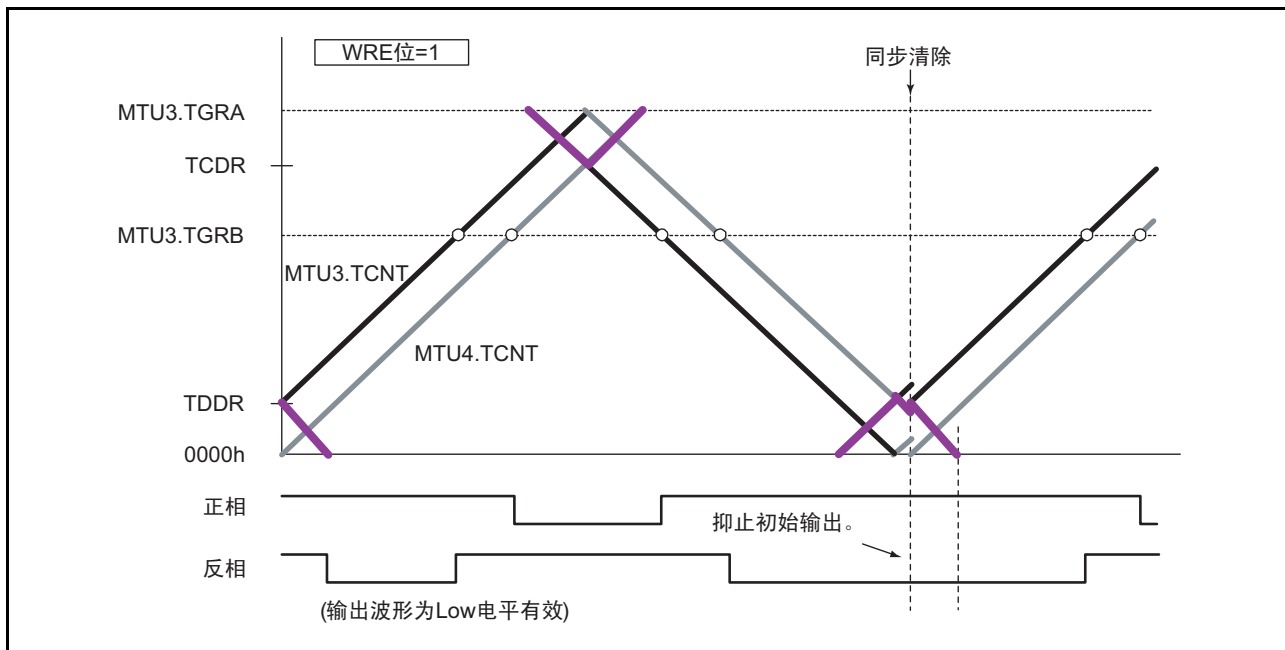 WRE位=1
同步清除
MTU3.TGRA
TCDR
MTU3.TGRB
MTU3.TCNT
MTU4.TCNT
TDDR
0000h
正相
抑止初始输出。
反相
(输出波形为Low电平有效)